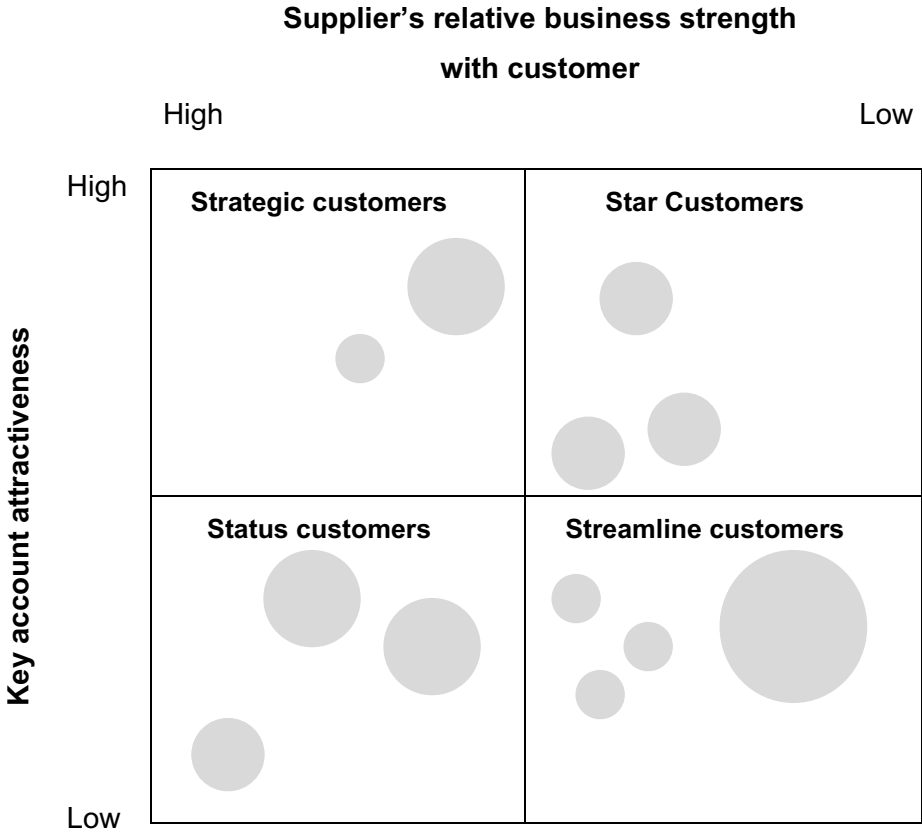 Supplier’s relative business strength
with customer
High
Low
High
Strategic customers
Star Customers
Key account attractiveness
Status customers
Streamline customers
Low